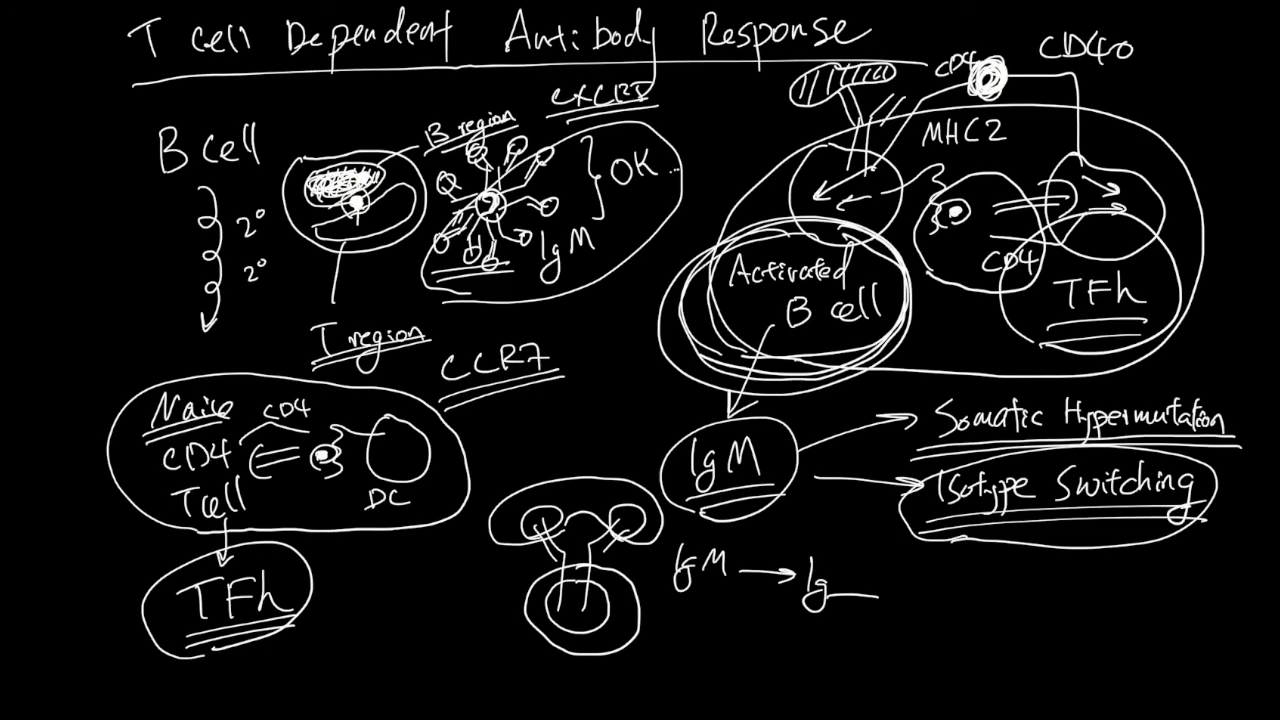 T cell Dependent Antibody Response
B cell
2°
2°
B region
CXCR5
OK...
IgM
T region
CCR7
Naive
CD4
T cell
CD4
DC
TFh
CD4
CD40
MHC2
CD4
TFh
Activated
B cell
IgM
Somatic Hypermutation
Isotype Switching
IgM → Ig__